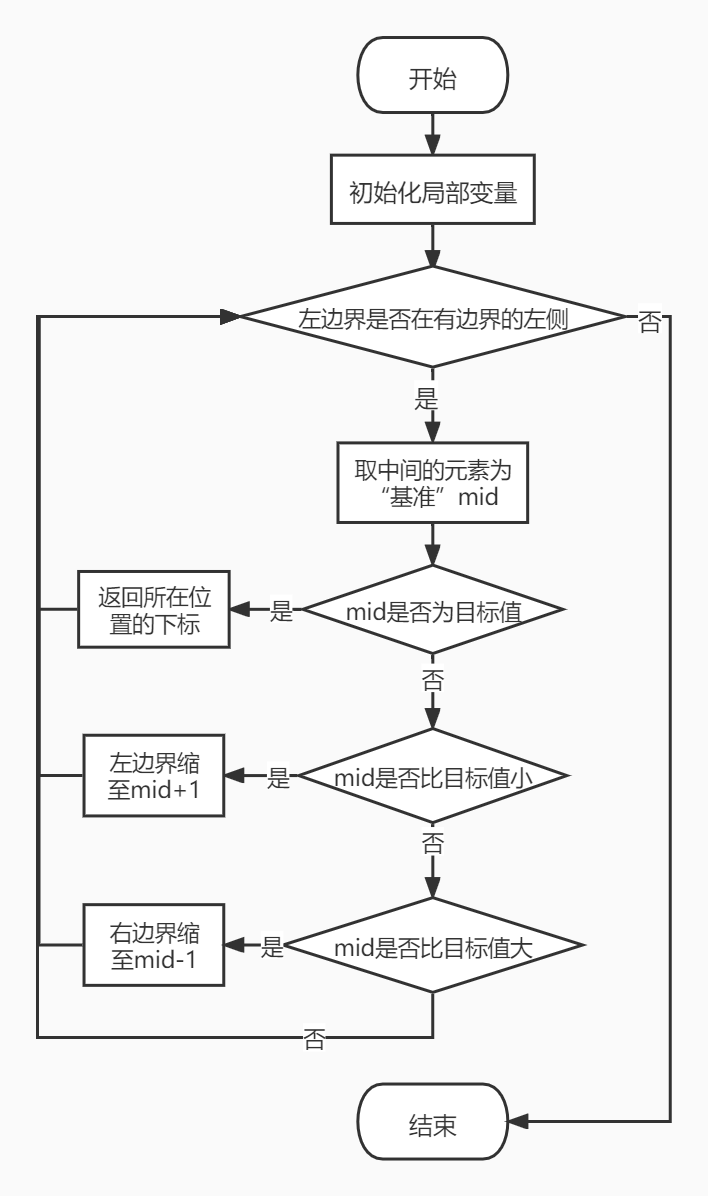 开始
初始化局部变量
左边界是否在有边界的左侧
否
是
取中间的元素为
“基准”mid
返回所在位
置的下标
是
mid是否为目标值
否
左边界缩
至mid+1
是
mid是否比目标值小
否
右边界缩
至mid-1
是
mid是否比目标值大
否
结束